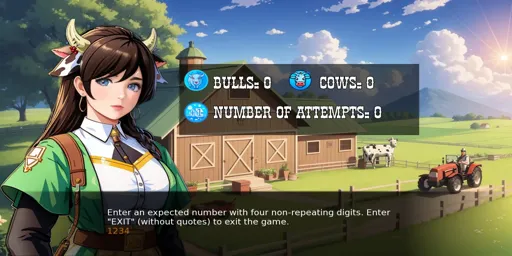 BULLS: 0 COWS: 0
NUMBER OF ATTEMPTS: 0
Enter an expected number with four non-repeating digits. Enter
"EXIT" (without quotes) to exit the game.
1234